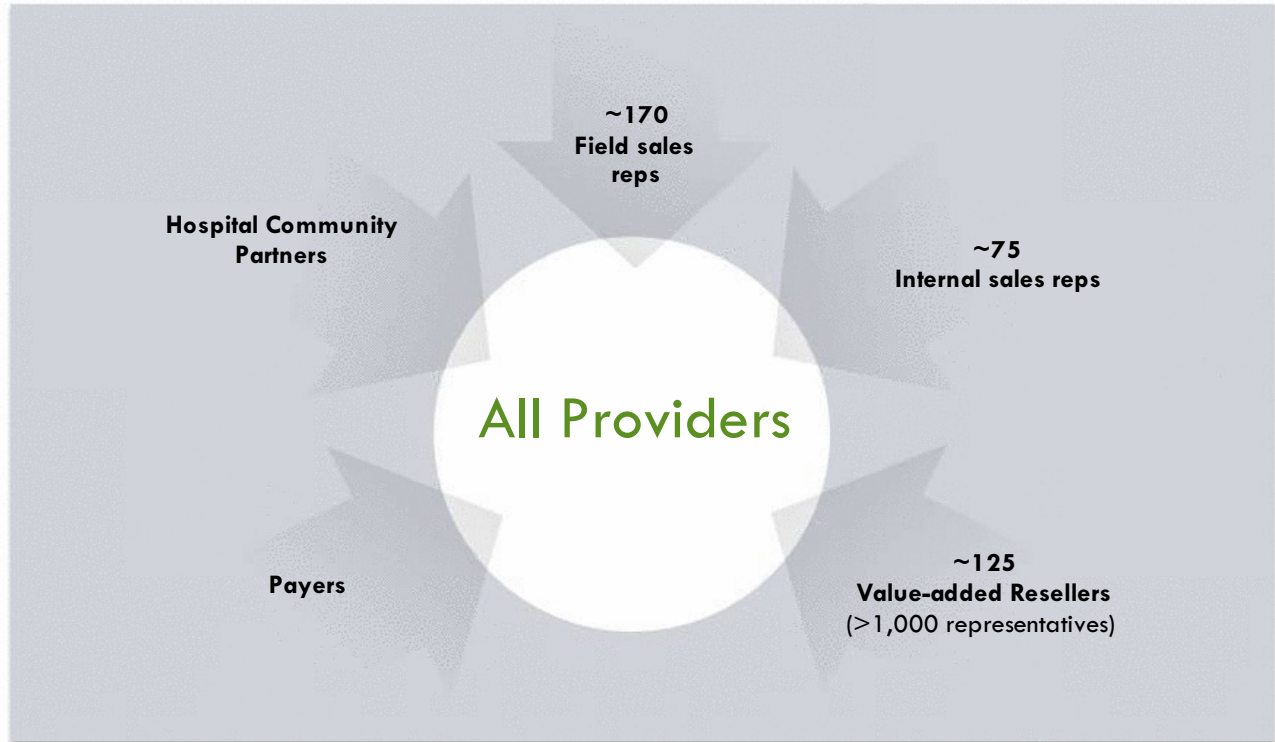 ~170
Field sales
reps
Hospital Community
Partners
~75
Internal sales reps
All Providers
Payers
~125
Value-added Resellers
(>1,000 representatives)